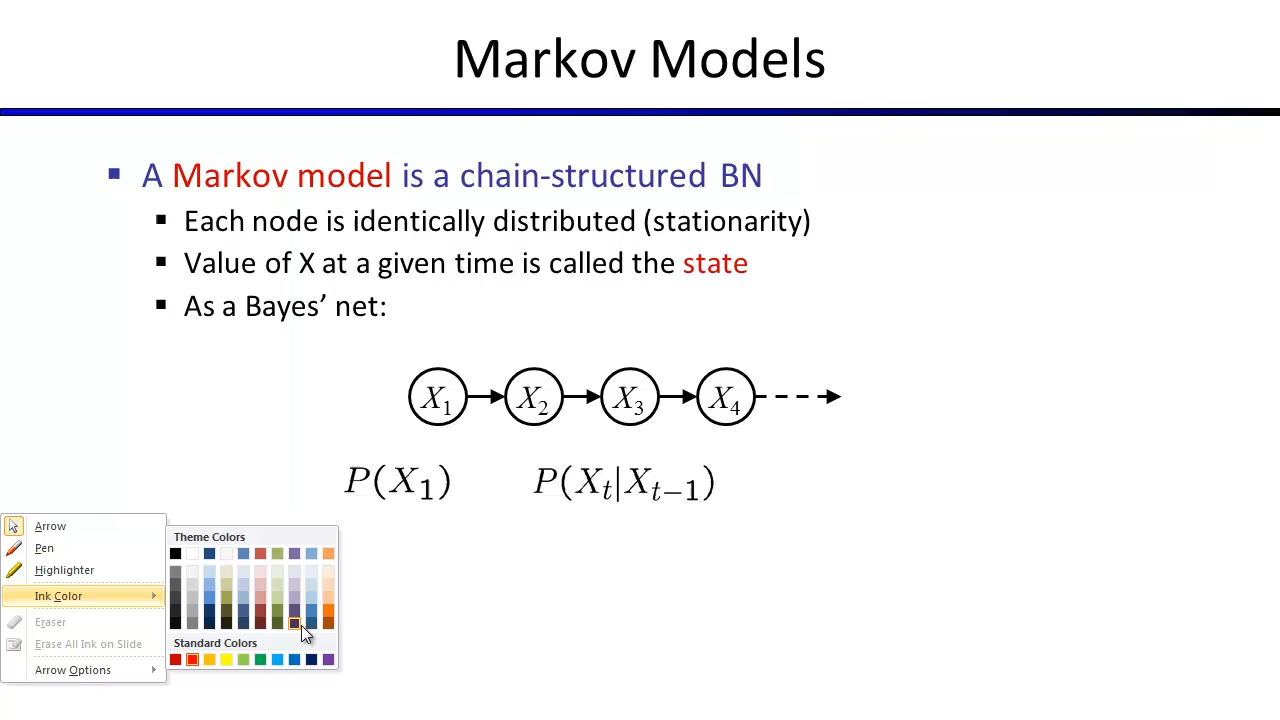 Markov Models
▪ A Markov model is a chain-structured BN
▪ Each node is identically distributed (stationarity)
▪ Value of X at a given time is called the state
▪ As a Bayes’ net:
X₁ X₂ X₃ X₄
P(X₁) P(Xₜ|Xₜ₋₁)
Arrow
Pen
Highlighter
Ink Color
Eraser
Erase All Ink on Slide
Arrow Options
Theme Colors
Standard Colors